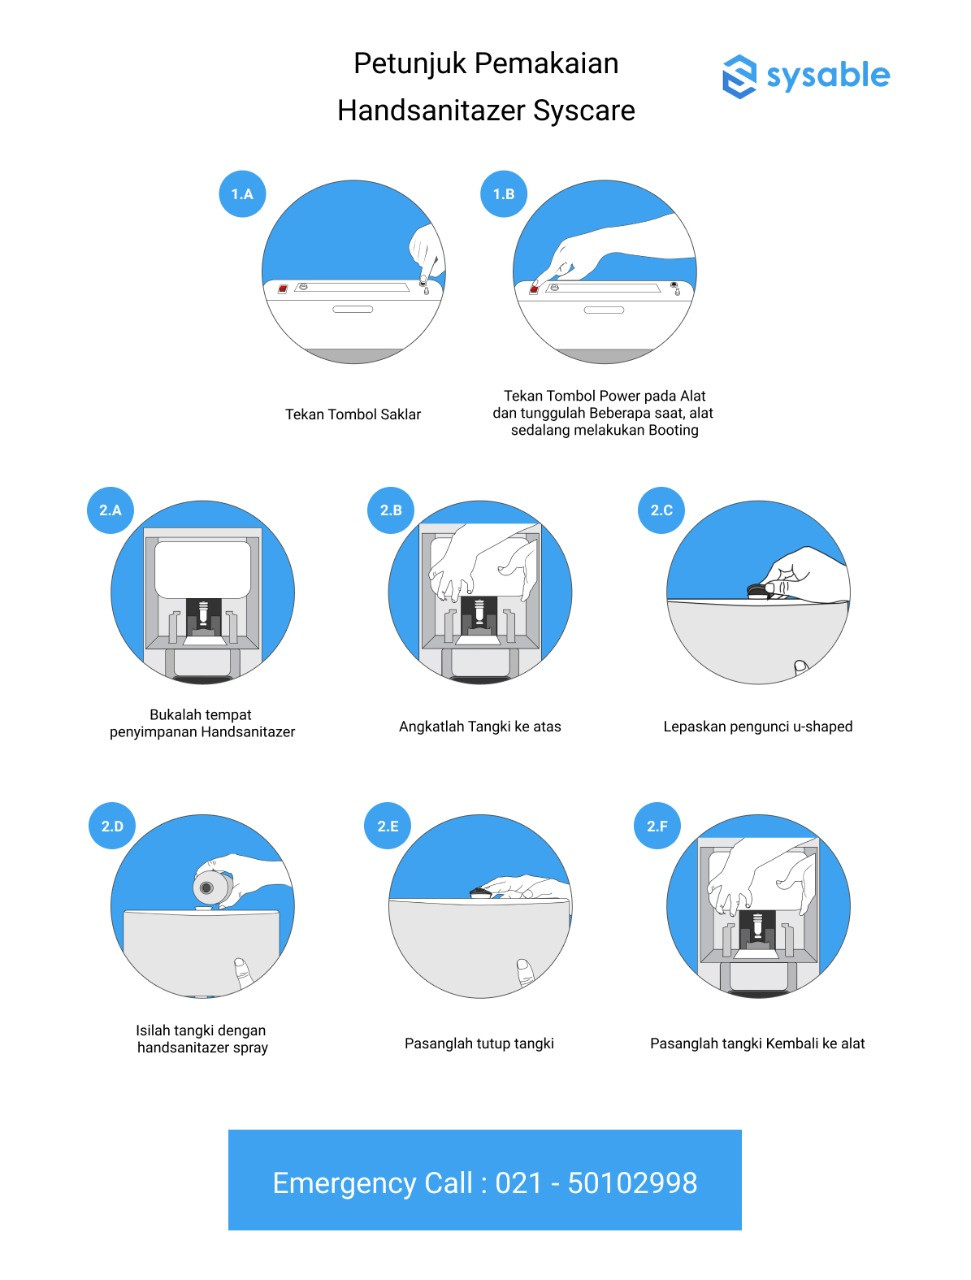 Petunjuk Pemakaian
Handsanitazer Syscare
sysable
1.A
1.B
Tekan Tombol Saklar
Tekan Tombol Power pada Alat
dan tunggulah Beberapa saat, alat
sedalang melakukan Booting
2.A
2.B
2.C
Bukalah tempat
penyimpanan Handsanitazer
Angkatlah Tangki ke atas
Lepaskan pengunci u-shaped
2.D
2.E
2.F
Isilah tangki dengan
handsanitazer spray
Pasanglah tutup tangki
Pasanglah tangki Kembali ke alat
Emergency Call : 021 - 50102998